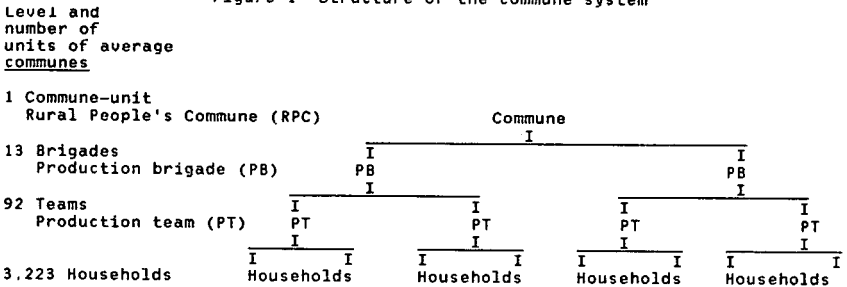 Figure 1 Structure of the commune system
Level and
number of
units of average
communes
1 Commune-unit
Rural People's Commune (RPC)
Commune
I
13 Brigades
I I
Production brigade (PB)
PB PB
I I
92 Teams
I I I I
Production team (PT)
PT PT PT PT
I I I I
I I I I I I I I
3,223 Households
Households Households Households Households